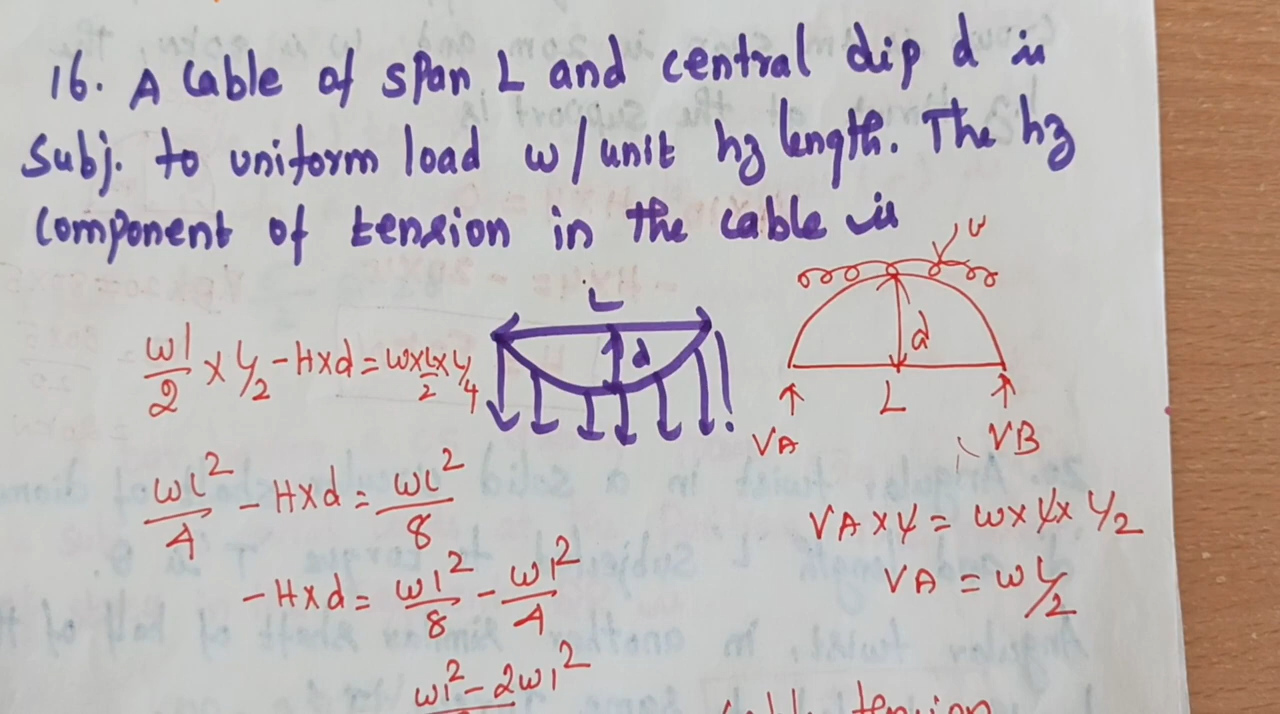 16. A Cable of span L and central dip d is
Subj. to uniform load w/unit hz length. The hz
component of tension in the cable is
w
L
d
d
wl/2 x L/2 - H x d = w x L/2 x L/4
L
VA
VB
wL²/4 - H x d = wL²/8
VA x L = w x L x L/2
- H x d = wl²/8 - wl²/4
VA = w L/2
wl² - 2wl²
tension